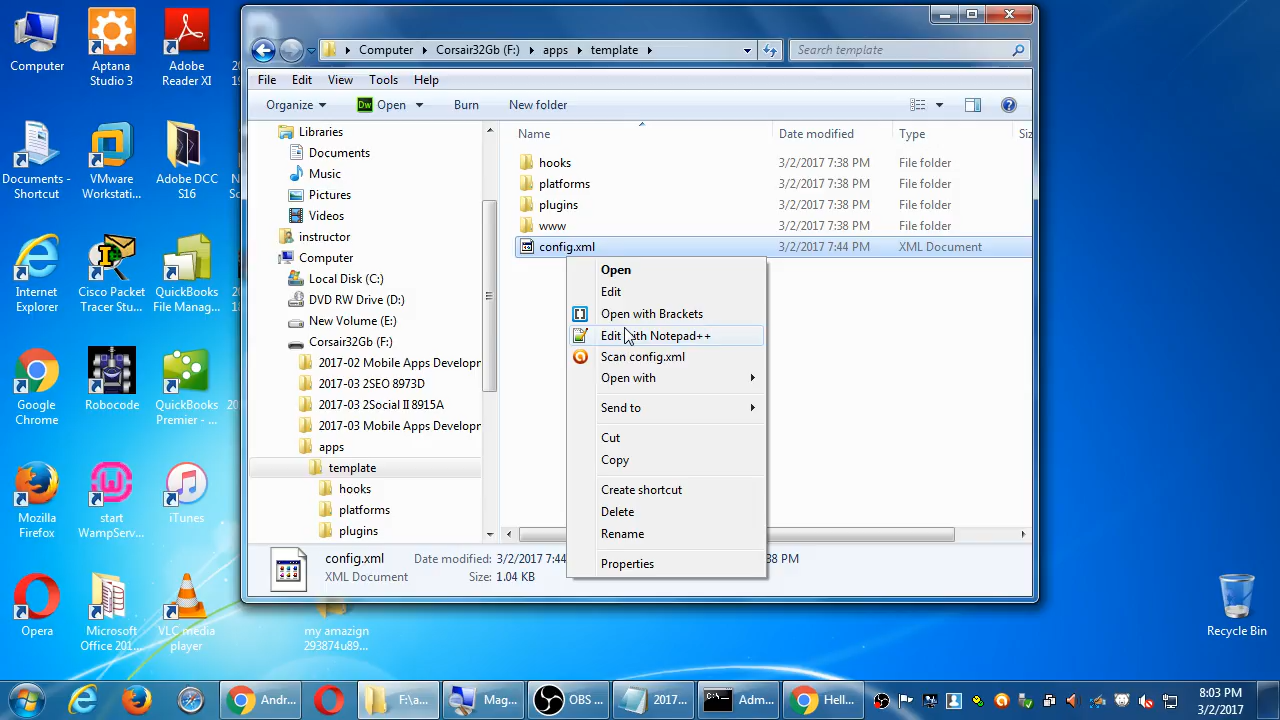 Computer
Aptana
Studio 3
Adobe
Reader XI
Documents -
Shortcut
VMware
Workstati...
Adobe DCC
S16
Internet
Explorer
Cisco Packet
Tracer Stu...
QuickBooks
File Manag...
Google
Chrome
Robocode
QuickBooks
Premier - ...
Mozilla
Firefox
start
WampServ...
iTunes
Opera
Microsoft
Office 201...
VLC media
player
my amazign
293874u89...
Recycle Bin
Computer
Corsair32Gb (F:)
apps
template
Search template
File
Edit
View
Tools
Help
Organize
Dw
Open
Burn
New folder
Libraries
Documents
Music
Pictures
Videos
instructor
Computer
Local Disk (C:)
DVD RW Drive (D:)
New Volume (E:)
Corsair32Gb (F:)
2017-02 Mobile Apps Developm
2017-03 2SEO 8973D
2017-03 2Social II 8915A
2017-03 Mobile Apps Developm
apps
template
hooks
platforms
plugins
Name
Date modified
Type
Siz
hooks
3/2/2017 7:38 PM
File folder
platforms
3/2/2017 7:38 PM
File folder
plugins
3/2/2017 7:38 PM
File folder
www
3/2/2017 7:38 PM
File folder
config.xml
3/2/2017 7:44 PM
XML Document
Open
Edit
Open with Brackets
Edit with Notepad++
Scan config.xml
Open with
Send to
Cut
Copy
Create shortcut
Delete
Rename
Properties
config.xml
Date modified: 3/2/2017 7:44
38 PM
XML Document
Size: 1.04 KB
Andr...
F:\a...
Mag...
OBS ...
2017...
Adm...
Hell...
8:03 PM
3/2/2017